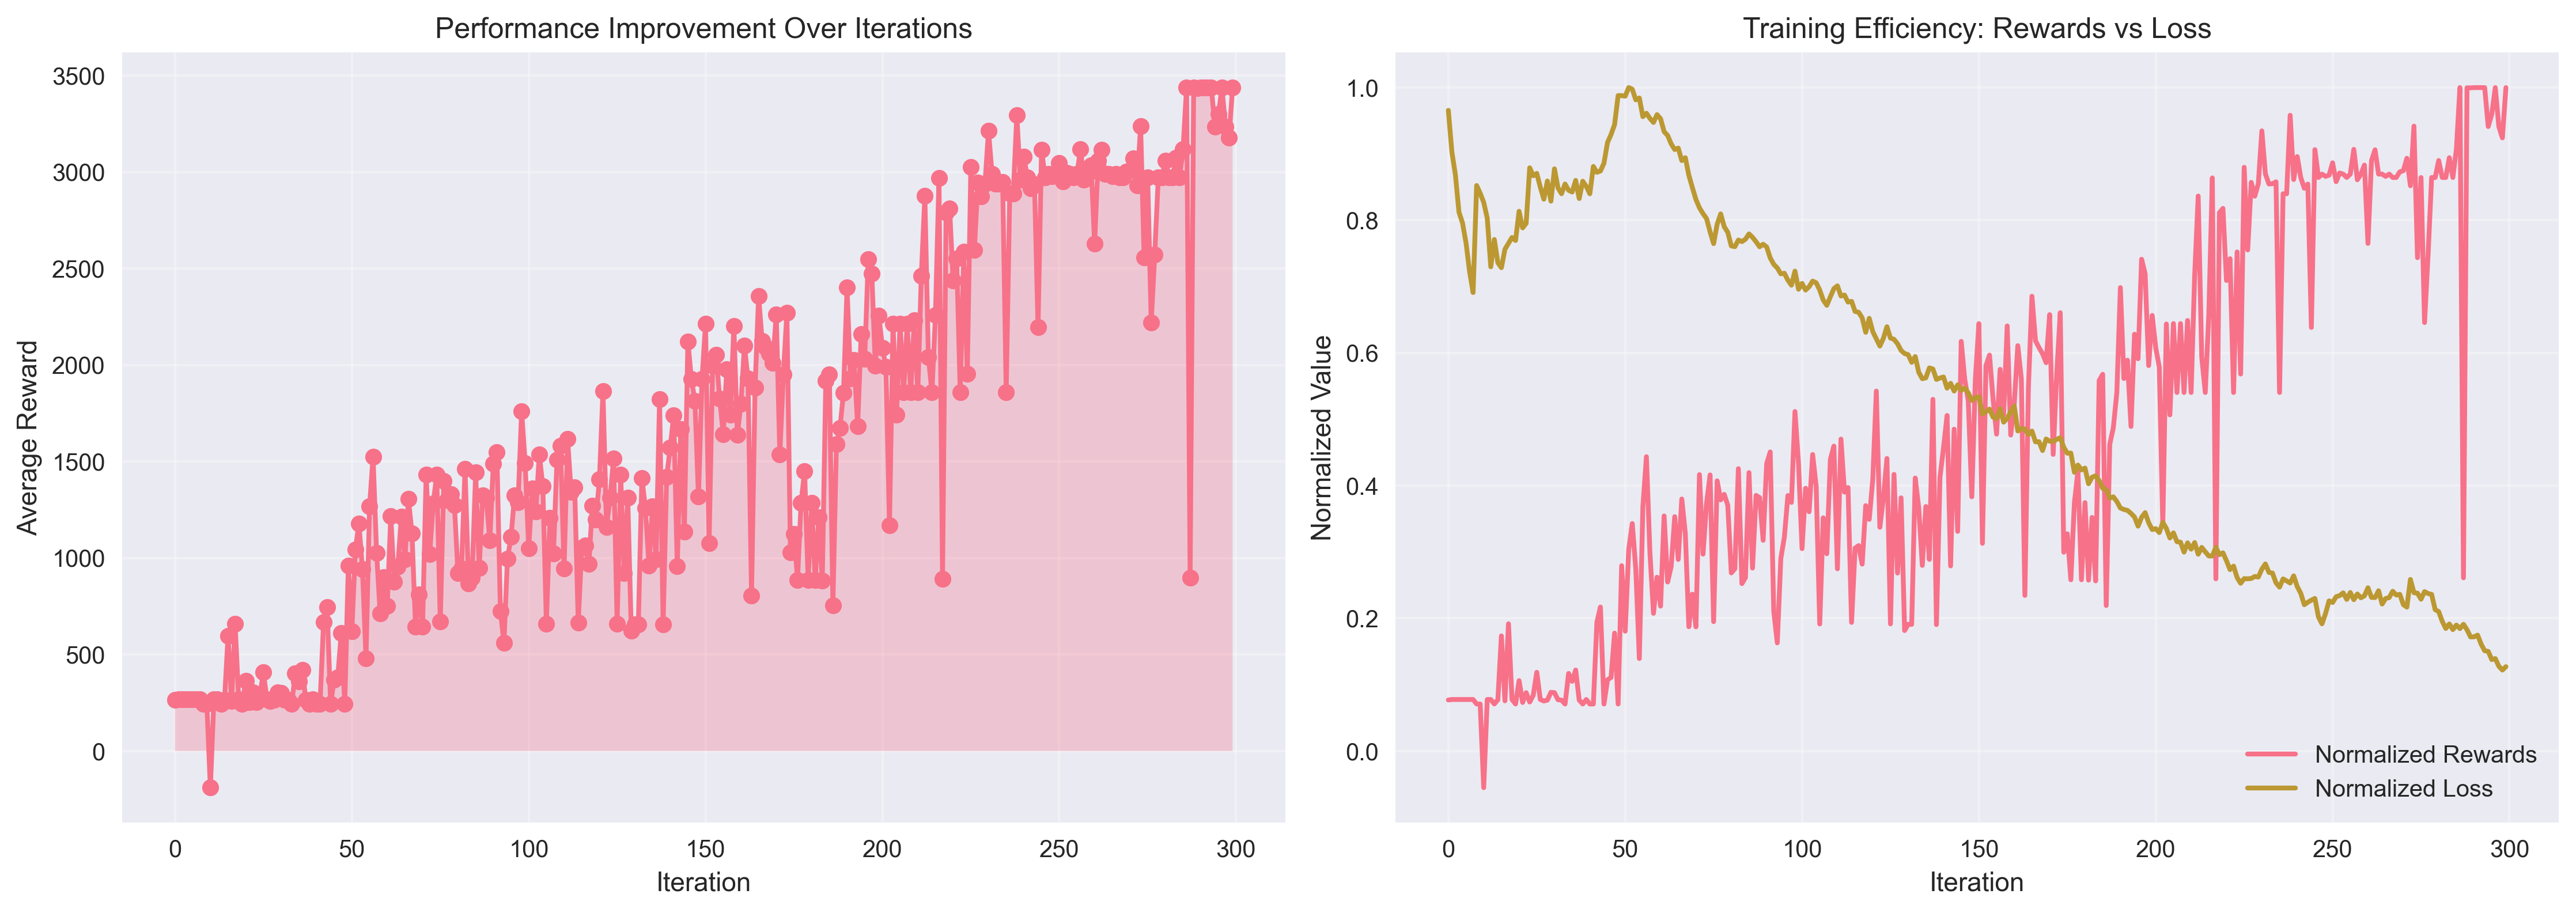 Performance Improvement Over Iterations
3500
3000
2500
2000
1500
1000
500
0
Average Reward
0 50 100 150 200 250 300
Iteration
Training Efficiency: Rewards vs Loss
1.0
0.8
0.6
0.4
0.2
0.0
Normalized Value
Normalized Rewards
Normalized Loss
0 50 100 150 200 250 300
Iteration